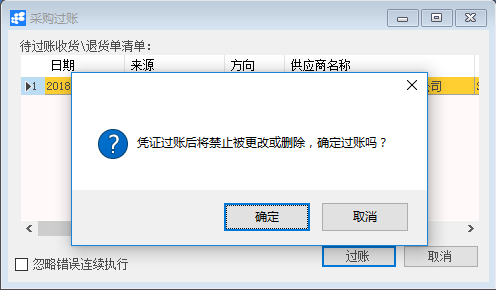 采购过账
待过账收货\退货单清单：
日期 来源 方向 供应商名称
1 2018 公司
凭证过账后将禁止被更改或删除，确定过账吗？
确定 取消
忽略错误连续执行
过账 取消